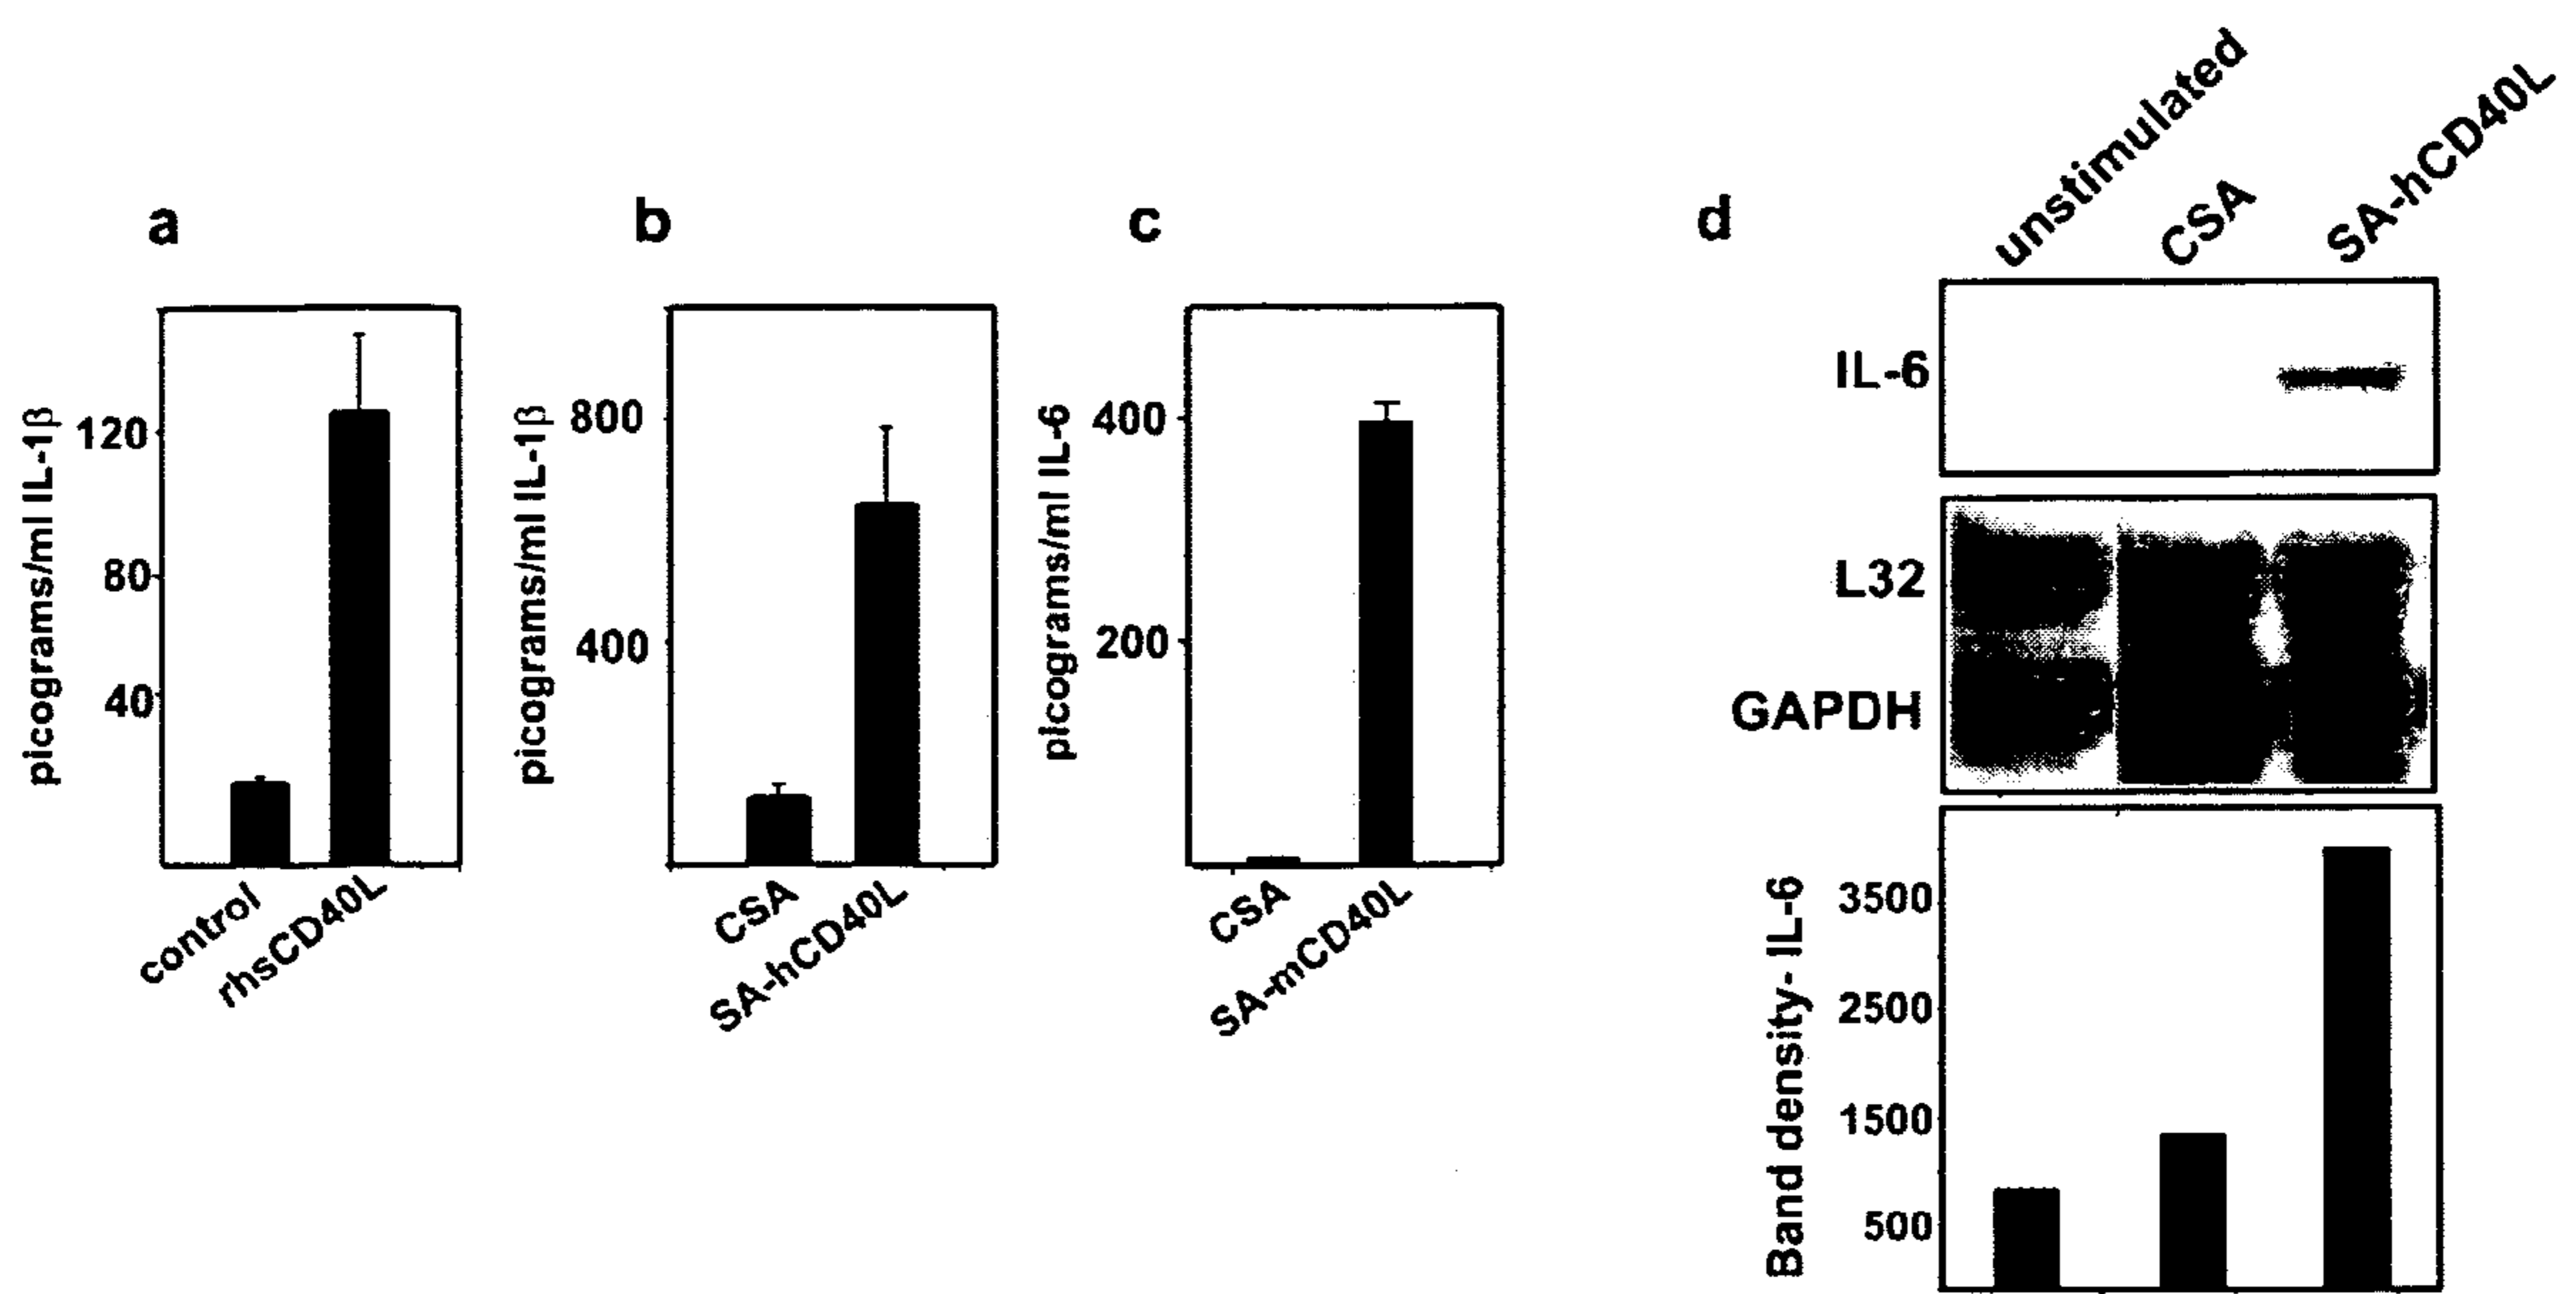 a
picograms/ml IL-1β
120
80
40
control
rhsCD40L
b
picograms/ml IL-1β
800
400
CSA
SA-hCD40L
c
picograms/ml IL-6
400
200
CSA
SA-mCD40L
d
unstimulated
CSA
SA-hCD40L
IL-6
L32
GAPDH
Band density- IL-6
3500
2500
1500
500